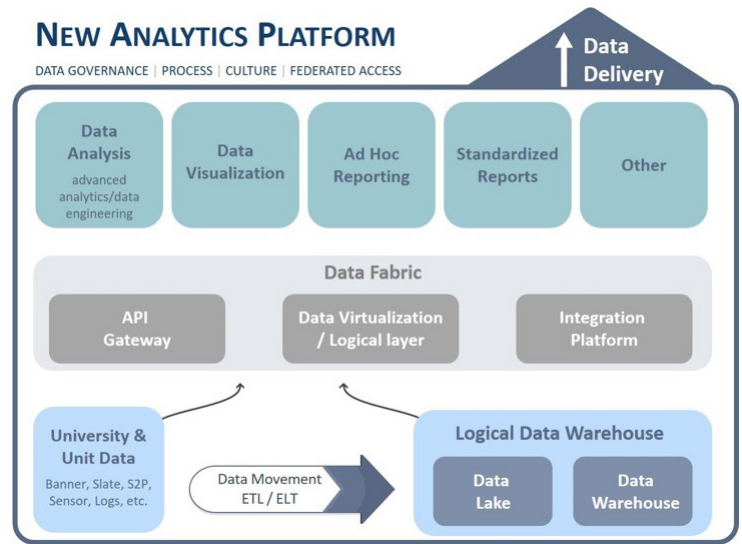 NEW ANALYTICS PLATFORM
DATA GOVERNANCE | PROCESS | CULTURE | FEDERATED ACCESS
Data
Delivery
Data
Analysis
advanced
analytics/data
engineering
Data
Visualization
Ad Hoc
Reporting
Standardized
Reports
Other
Data Fabric
API
Gateway
Data Virtualization
/ Logical layer
Integration
Platform
University &
Unit Data
Banner, Slate, S2P,
Sensor, Logs, etc.
Data Movement
ETL / ELT
Logical Data Warehouse
Data
Lake
Data
Warehouse